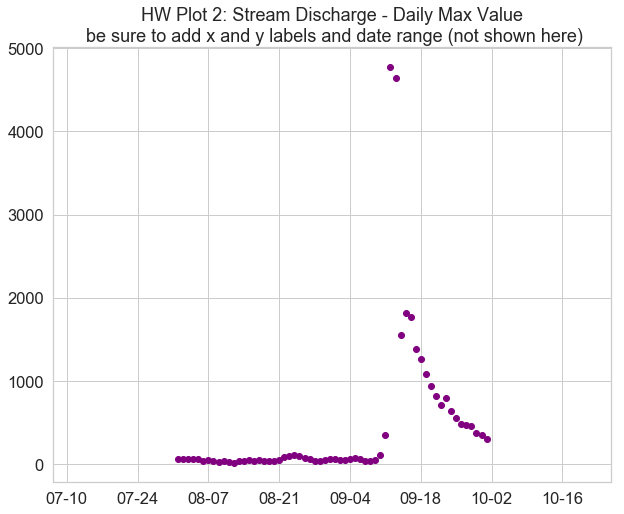 HW Plot 2: Stream Discharge - Daily Max Value
be sure to add x and y labels and date range (not shown here)
5000
4000
3000
2000
1000
0
07-10 07-24 08-07 08-21 09-04 09-18 10-02 10-16